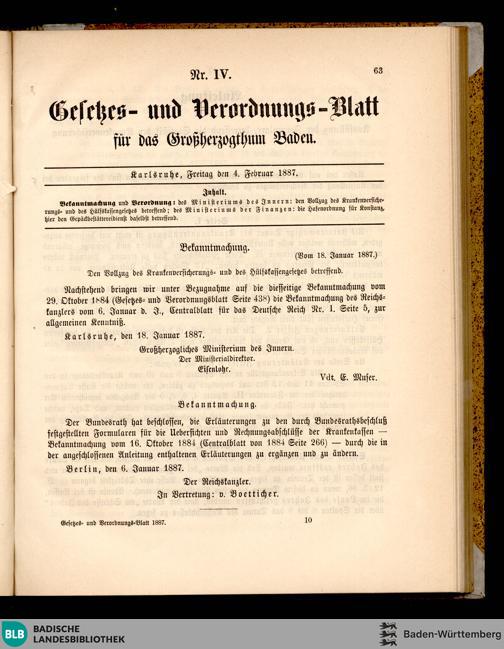 Nr. IV.
63
Gesetzes- und Verordnungs-Blatt
für das Großherzogthum Baden.
Karlsruhe, Freitag den 4. Februar 1887.
Inhalt.
Bekanntmachung und Verordnung: des Ministeriums des Innern: den Vollzug des Krankenversiche-
rungs- und des Hülfskassengesetzes betreffend; des Ministeriums der Finanzen: die Hafenordnung für Konstanz,
hier den Gepäckbeförderdienst daselbst betreffend.
Bekanntmachung.
(Vom 18. Januar 1887.)
Den Vollzug des Krankenversicherungs- und des Hülfskassengesetzes betreffend.
Nachstehend bringen wir unter Bezugnahme auf die diesseitige Bekanntmachung vom
29. Oktober 1884 (Gesetzes- und Verordnungsblatt Seite 438) die Bekanntmachung des Reichs-
kanzlers vom 6. Januar d. J., Centralblatt für das Deutsche Reich Nr. 1. Seite 5, zur
allgemeinen Kenntniß.
Karlsruhe, den 18. Januar 1887.
Großherzogliches Ministerium des Innern.
Der Ministerialdirektor.
Eisenlohr.
Vdt. E. Muser.
Bekanntmachung.
Der Bundesrath hat beschlossen, die Erläuterungen zu den durch Bundesrathsbeschluß
festgestellten Formularen für die Uebersichten und Rechnungsabschlüsse der Krankenkassen —
Bekanntmachung vom 16. Oktober 1884 (Centralblatt von 1884 Seite 266) — durch die in
der angeschlossenen Anleitung enthaltenen Erläuterungen zu ergänzen und zu ändern.
Berlin, den 6. Januar 1887.
Der Reichskanzler.
In Vertretung: v. Boetticher.
Gesetzes- und Verordnungs-Blatt 1887.
10
BLB
BADISCHE
LANDESBIBLIOTHEK
Baden-Württemberg